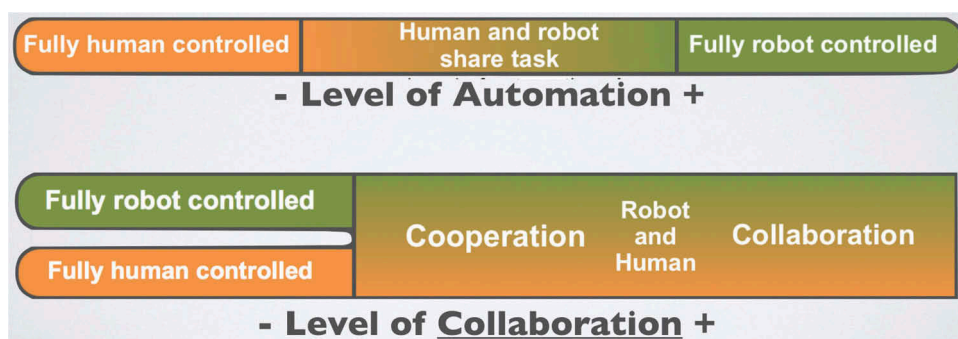 Fully human controlled
Human and robot
share task
Fully robot controlled
- Level of Automation +
Fully robot controlled
Fully human controlled
Cooperation
Robot
and
Human
Collaboration
- Level of Collaboration +